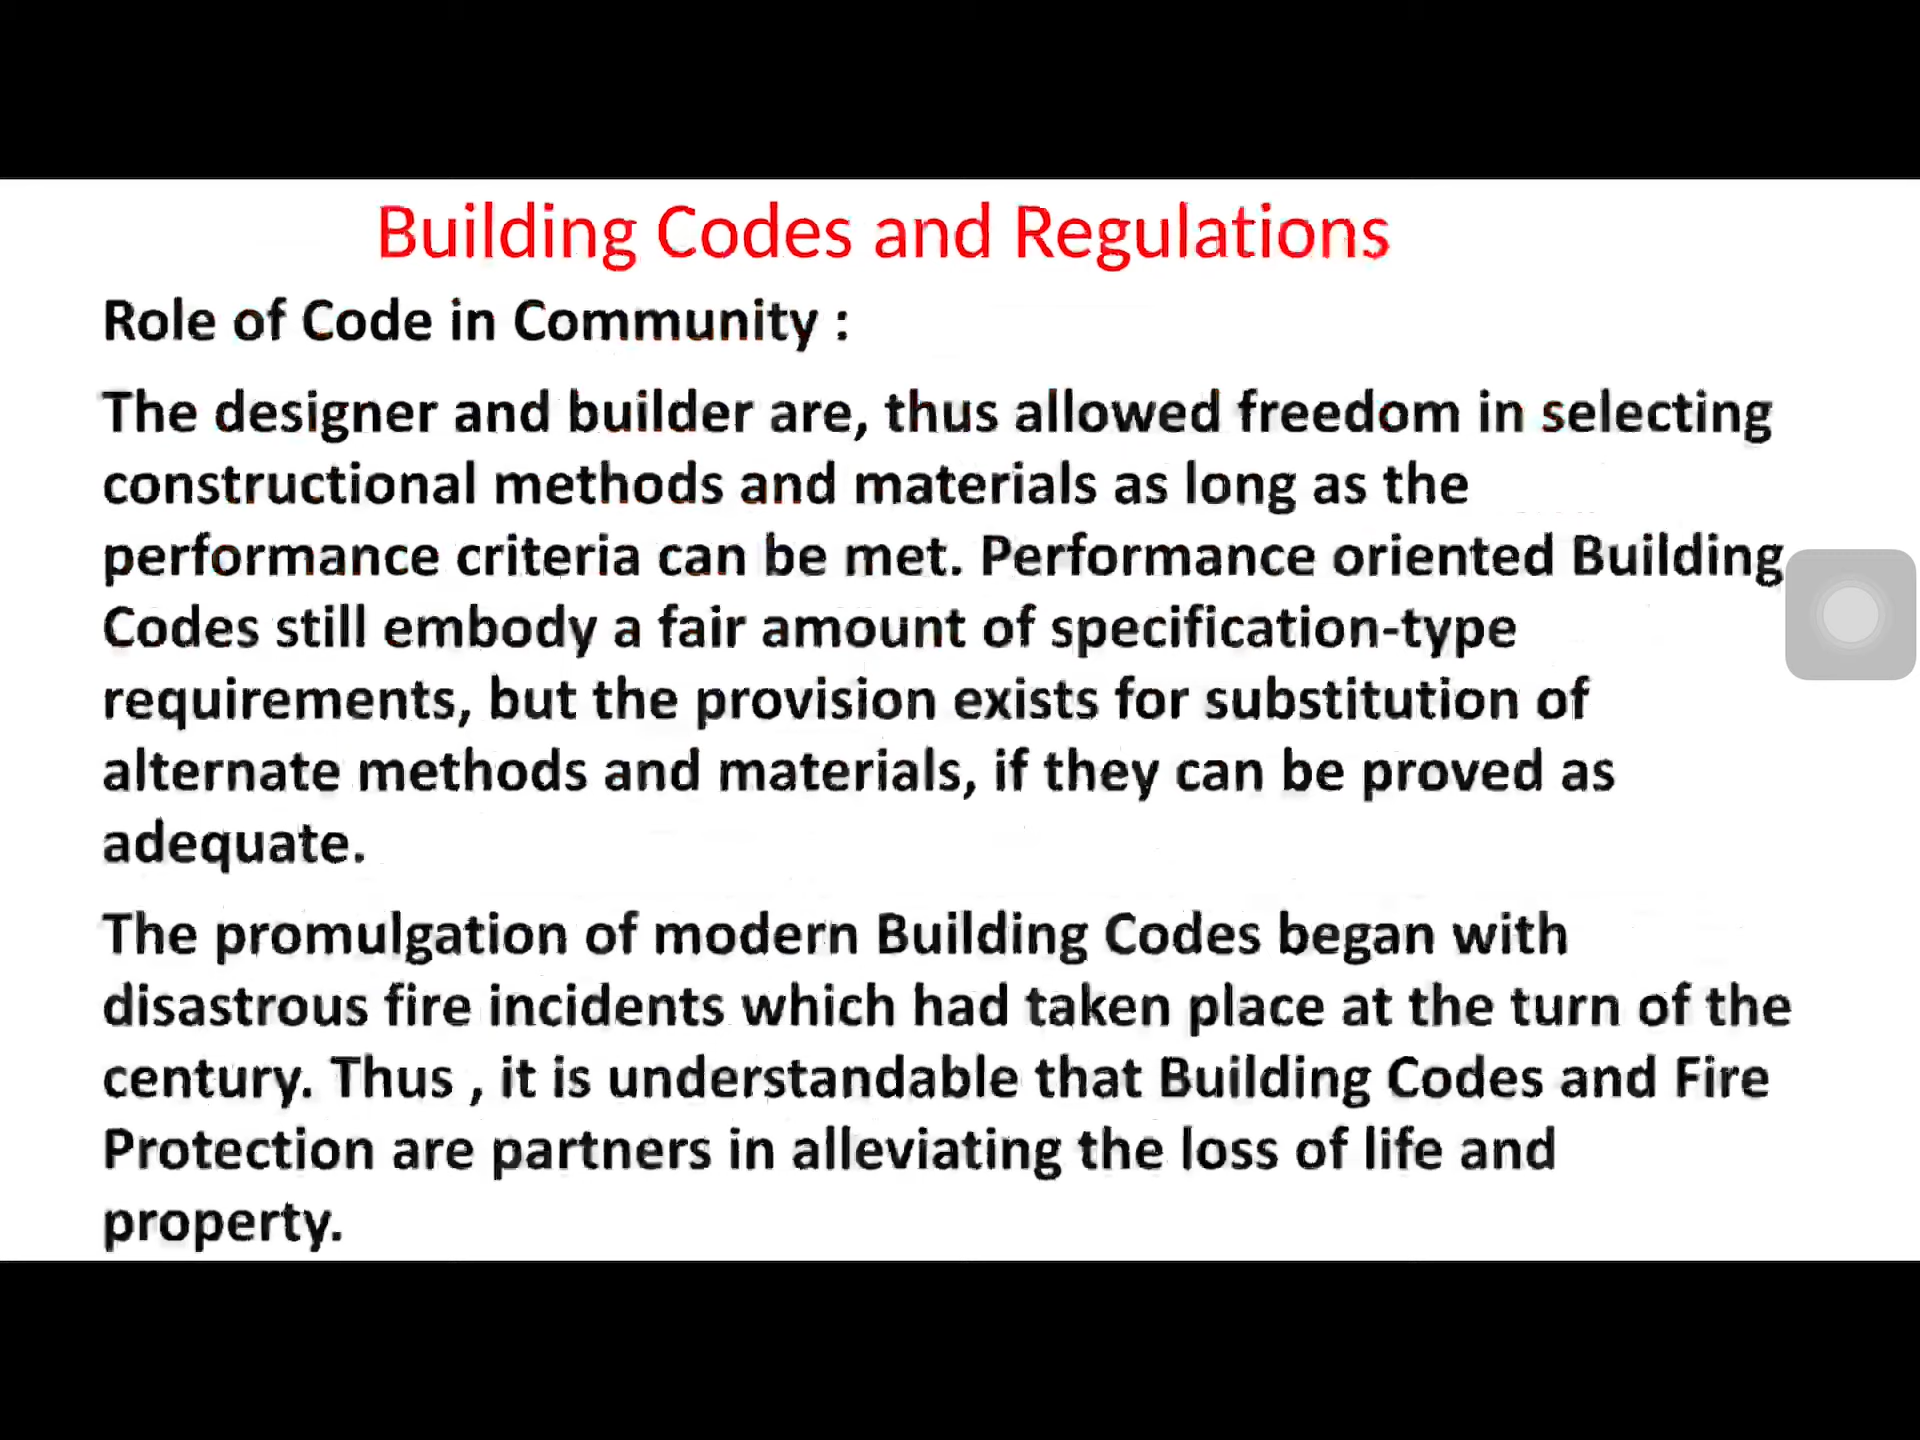 Building Codes and Regulations
Role of Code in Community :
The designer and builder are, thus allowed freedom in selecting
constructional methods and materials as long as the
performance criteria can be met. Performance oriented Building
Codes still embody a fair amount of specification-type
requirements, but the provision exists for substitution of
alternate methods and materials, if they can be proved as
adequate.
The promulgation of modern Building Codes began with
disastrous fire incidents which had taken place at the turn of the
century. Thus , it is understandable that Building Codes and Fire
Protection are partners in alleviating the loss of life and
property.